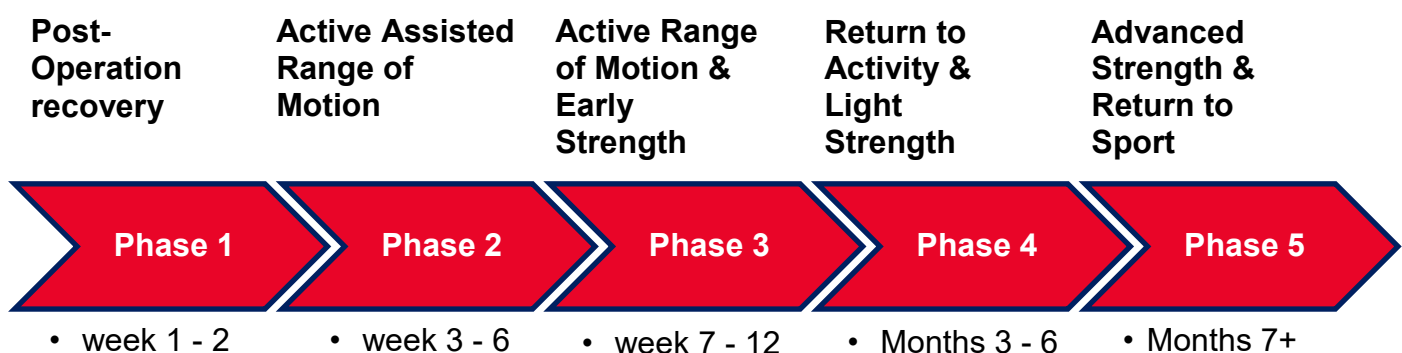 Post-
Operation
recovery
Active Assisted
Range of
Motion
Active Range
of Motion &
Early
Strength
Return to
Activity &
Light
Strength
Advanced
Strength &
Return to
Sport
Phase 1
Phase 2
Phase 3
Phase 4
Phase 5
• week 1 - 2
• week 3 - 6
• week 7 - 12
• Months 3 - 6
• Months 7+